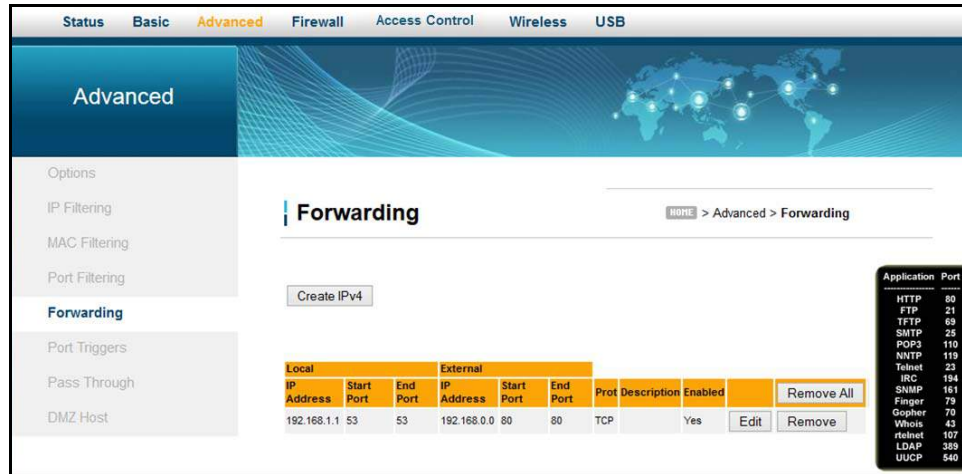 Status Basic Advanced Firewall Access Control Wireless USB
Advanced
Options
IP Filtering
MAC Filtering
Port Filtering
Forwarding
Port Triggers
Pass Through
DMZ Host
Forwarding
HOME > Advanced > Forwarding
Create IPv4
Local External
IP Address Start Port End Port IP Address Start Port End Port Prot Description Enabled Remove All
192.168.1.1 53 53 192.168.0.0 80 80 TCP Yes Edit Remove
Application Port
HTTP 80
FTP 21
TFTP 69
SMTP 25
POP3 110
NNTP 119
Telnet 23
IRC 194
SNMP 161
Finger 79
Gopher 70
Whois 43
rtelnet 107
LDAP 389
UUCP 540